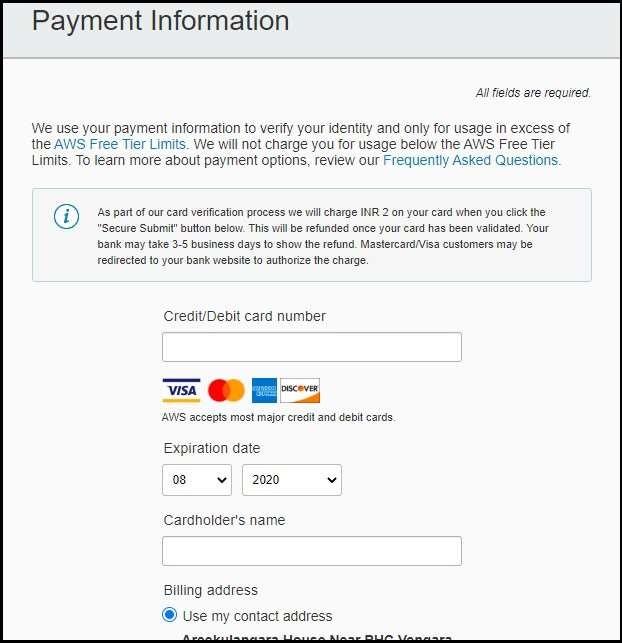 Payment Information
All fields are required.
We use your payment information to verify your identity and only for usage in excess of
the AWS Free Tier Limits. We will not charge you for usage below the AWS Free Tier
Limits. To learn more about payment options, review our Frequently Asked Questions.
As part of our card verification process we will charge INR 2 on your card when you click the
"Secure Submit" button below. This will be refunded once your card has been validated. Your
bank may take 3-5 business days to show the refund. Mastercard/Visa customers may be
redirected to your bank website to authorize the charge.
Credit/Debit card number
VISA AMERICAN EXPRESS DISCOVER
AWS accepts most major credit and debit cards.
Expiration date
08 2020
Cardholder's name
Billing address
Use my contact address
Areekulangara House Near PHC Vengara